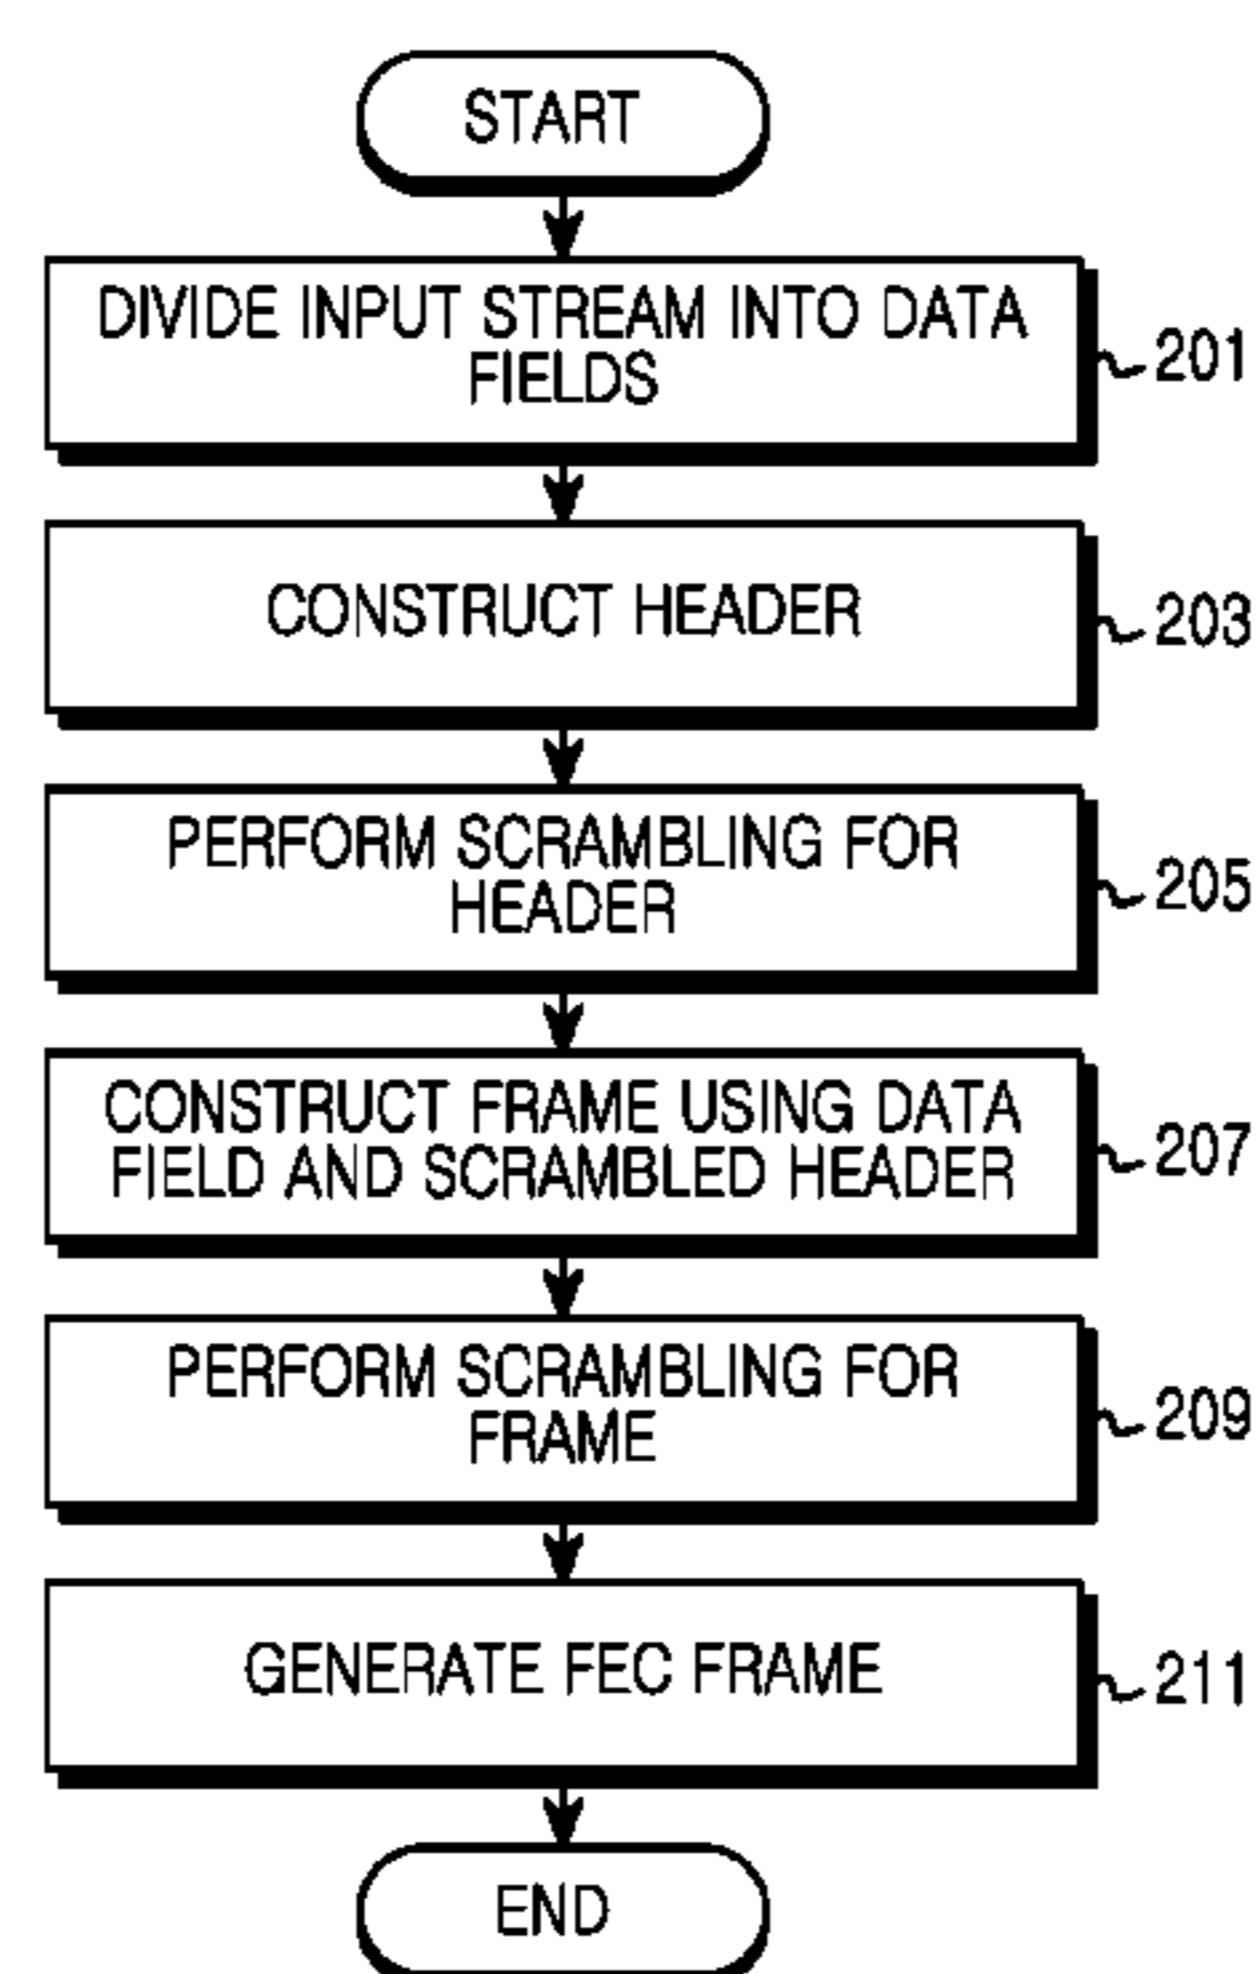 START
DIVIDE INPUT STREAM INTO DATA
FIELDS
201
CONSTRUCT HEADER
203
PERFORM SCRAMBLING FOR
HEADER
205
CONSTRUCT FRAME USING DATA
FIELD AND SCRAMBLED HEADER
207
PERFORM SCRAMBLING FOR
FRAME
209
GENERATE FEC FRAME
211
END